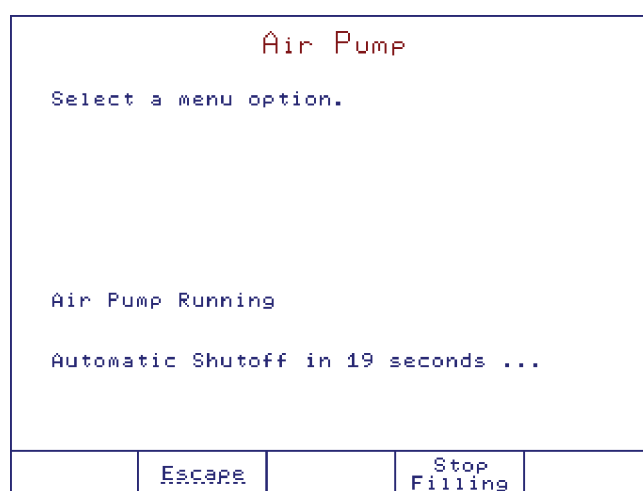 Air Pump
Select a menu option.
Air Pump Running
Automatic Shutoff in 19 seconds ...
Escape
Stop
Filling